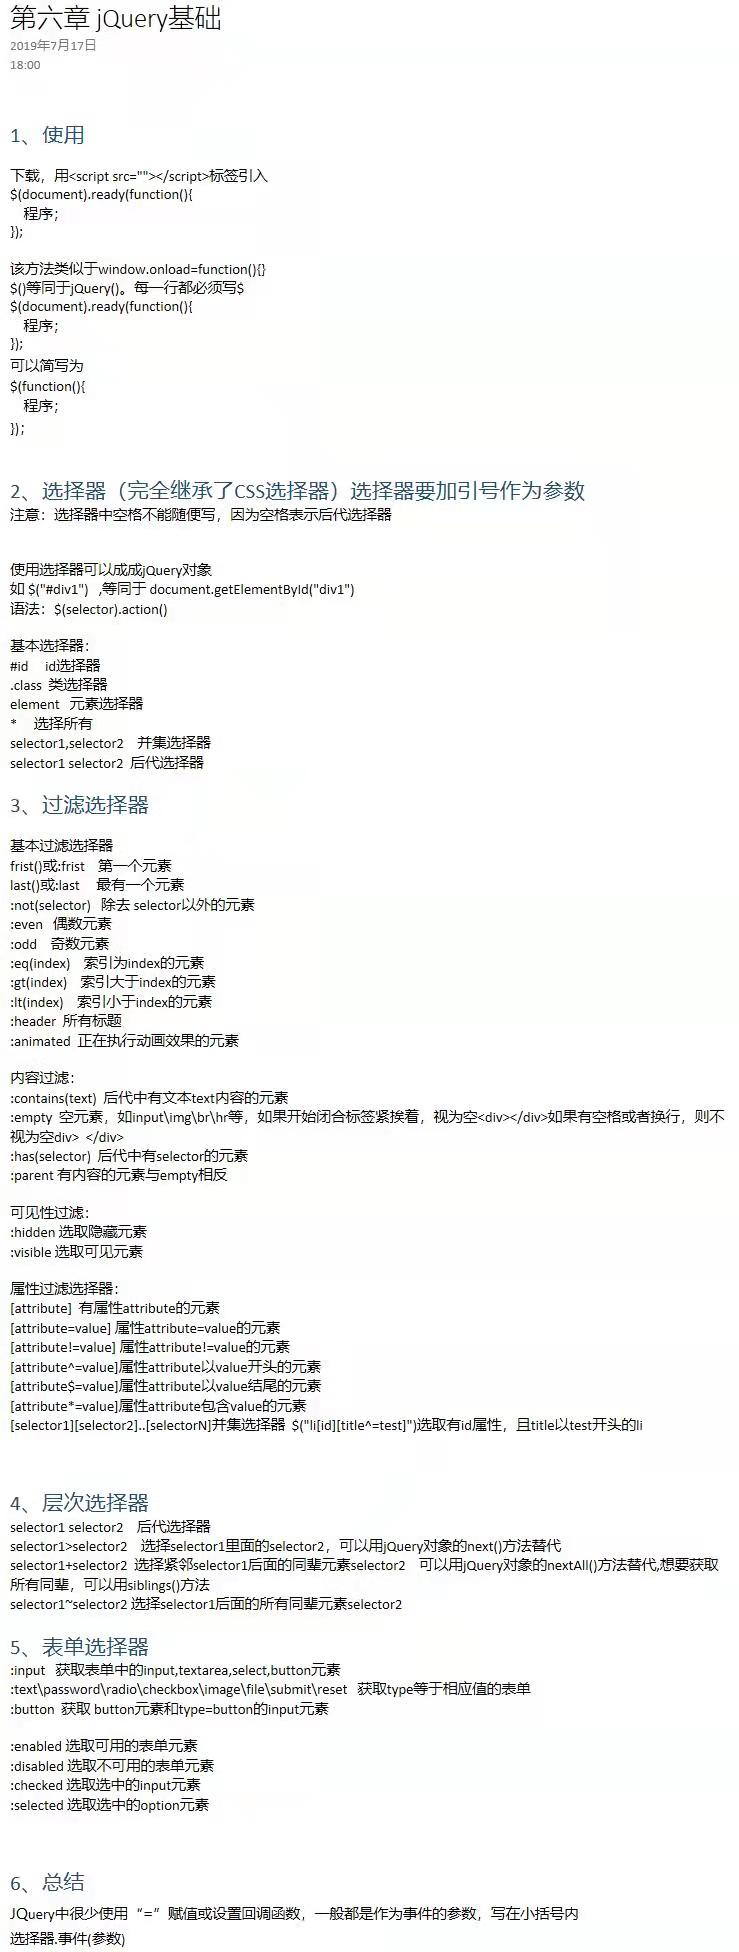 第六章 jQuery基础
2019年7月17日
18:00
1、使用
下载，用<script src=""></script>标签引入
$(document).ready(function(){
程序；
});
该方法类似于window.onload=function(){}
$()等同于jQuery()。每一行都必须写$
$(document).ready(function(){
程序；
});
可以简写为
$(function(){
程序；
});
2、选择器（完全继承了CSS选择器）选择器要加引号作为参数
注意：选择器中空格不能随便写，因为空格表示后代选择器
使用选择器可以成成jQuery对象
如 $("#div1") ,等同于 document.getElementById("div1")
语法：$(selector).action()
基本选择器：
#id id选择器
.class 类选择器
element 元素选择器
* 选择所有
selector1,selector2 并集选择器
selector1 selector2 后代选择器
3、过滤选择器
基本过滤选择器
frist()或:frist 第一个元素
last()或:last 最有一个元素
:not(selector) 除去 selector以外的元素
:even 偶数元素
:odd 奇数元素
:eq(index) 索引为index的元素
:gt(index) 索引大于index的元素
:lt(index) 索引小于index的元素
:header 所有标题
:animated 正在执行动画效果的元素
内容过滤：
:contains(text) 后代中有文本text内容的元素
:empty 空元素，如input\img\br\hr等，如果开始闭合标签紧挨着，视为空<div></div>如果有空格或者换行，则不
视为空div> </div>
:has(selector) 后代中有selector的元素
:parent 有内容的元素与empty相反
可见性过滤：
:hidden 选取隐藏元素
:visible 选取可见元素
属性过滤选择器：
[attribute] 有属性attribute的元素
[attribute=value] 属性attribute=value的元素
[attribute!=value] 属性attribute!=value的元素
[attribute^=value]属性attribute以value开头的元素
[attribute$=value]属性attribute以value结尾的元素
[attribute*=value]属性attribute包含value的元素
[selector1][selector2]..[selectorN]并集选择器 $("li[id][title^=test]")选取有id属性，且title以test开头的li
4、层次选择器
selector1 selector2 后代选择器
selector1>selector2 选择selector1里面的selector2，可以用jQuery对象的next()方法替代
selector1+selector2 选择紧邻selector1后面的同辈元素selector2 可以用jQuery对象的nextAll()方法替代,想要获取
所有同辈，可以用siblings()方法
selector1~selector2 选择selector1后面的所有同辈元素selector2
5、表单选择器
:input 获取表单中的input,textarea,select,button元素
:text\password\radio\checkbox\image\file\submit\reset 获取type等于相应值的表单
:button 获取 button元素和type=button的input元素
:enabled 选取可用的表单元素
:disabled 选取不可用的表单元素
:checked 选取选中的input元素
:selected 选取选中的option元素
6、总结
JQuery中很少使用“=”赋值或设置回调函数，一般都是作为事件的参数，写在小括号内
选择器.事件(参数)